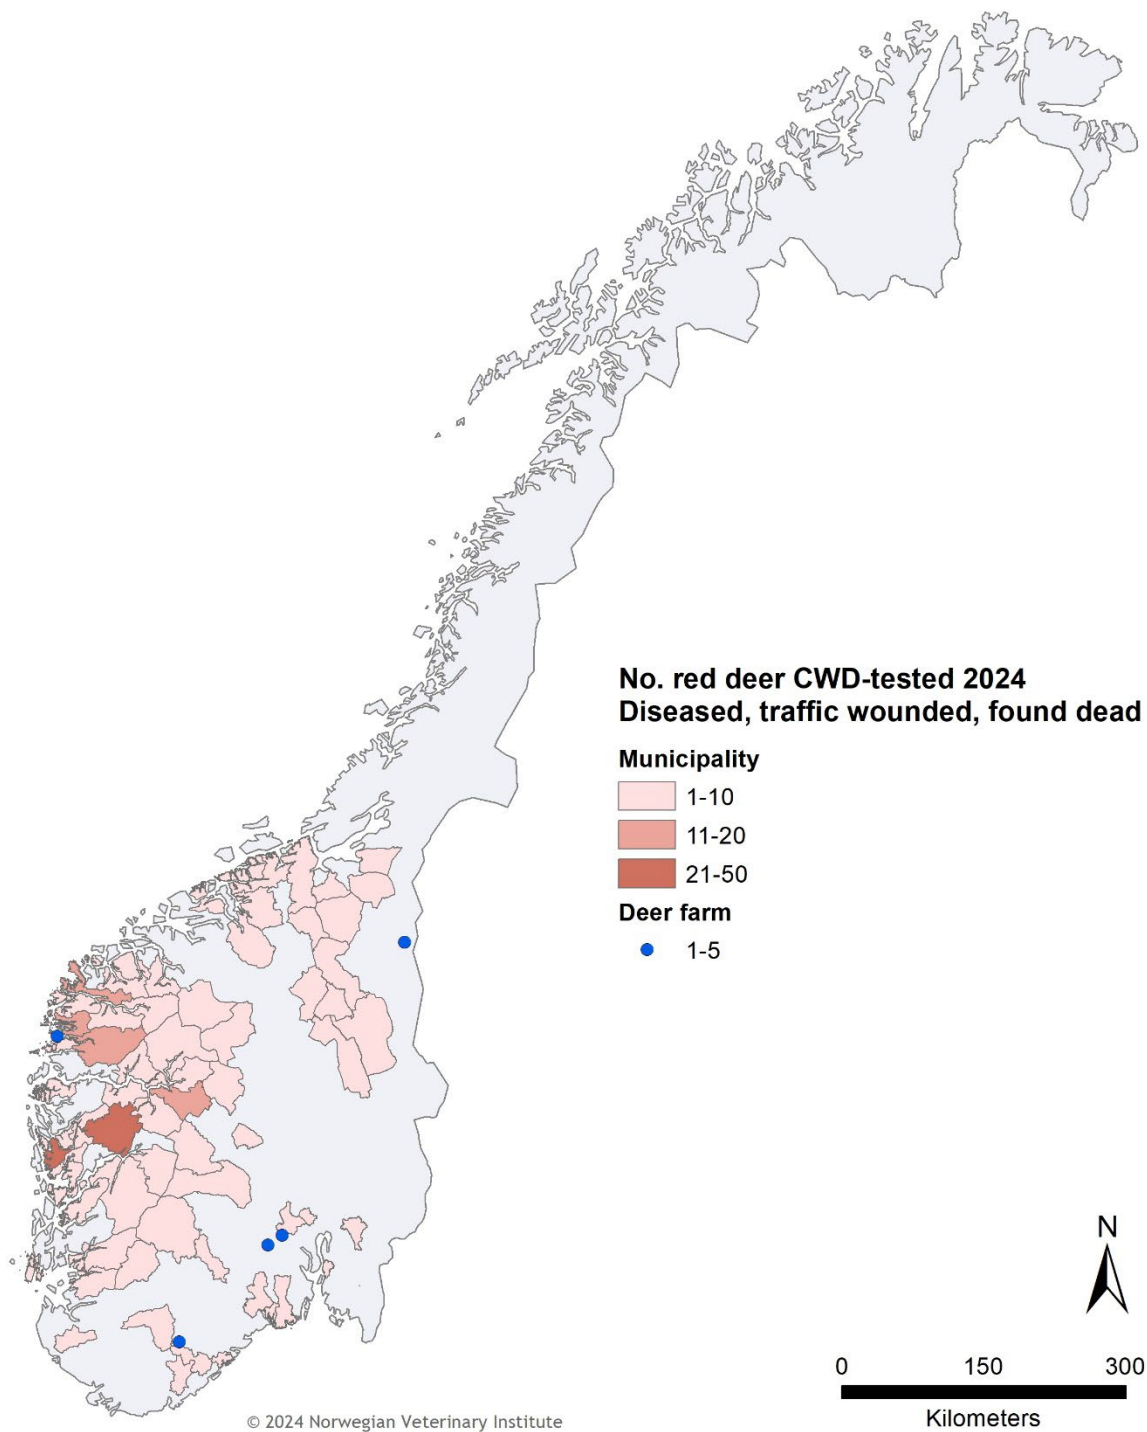 No. red deer CWD-tested 2024
Diseased, traffic wounded, found dead
Municipality
1-10
11-20
21-50
Deer farm
1-5
N
0 150 300
Kilometers
© 2024 Norwegian Veterinary Institute